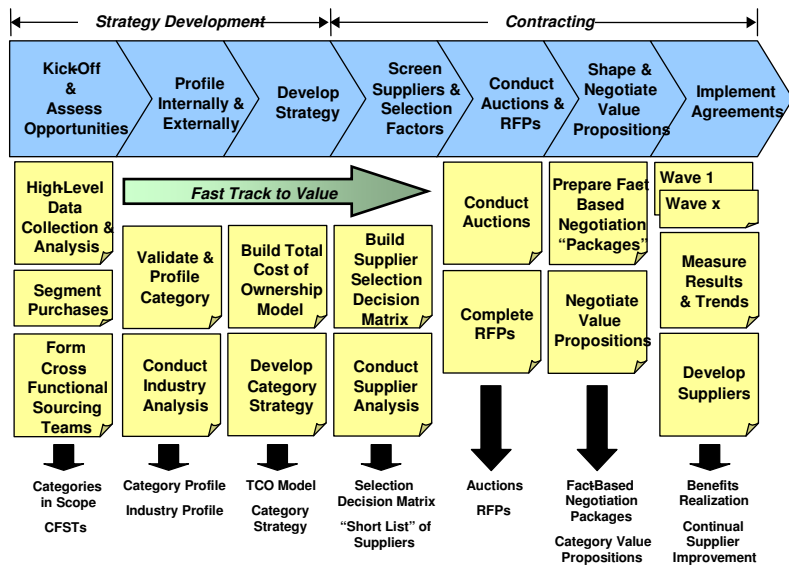 Strategy Development
Contracting
Kick-Off
&
Assess
Opportunities
Profile
Internally &
Externally
Develop
Strategy
Screen
Suppliers &
Selection
Factors
Conduct
Auctions &
RFPs
Shape &
Negotiate
Value
Propositions
Implement
Agreements
High-Level
Data
Collection &
Analysis
Segment
Purchases
Form
Cross
Functional
Sourcing
Teams
Fast Track to Value
Validate &
Profile
Category
Conduct
Industry
Analysis
Build Total
Cost of
Ownership
Model
Develop
Category
Strategy
Build
Supplier
Selection
Decision
Matrix
Conduct
Supplier
Analysis
Conduct
Auctions
Complete
RFPs
Prepare Fact
Based
Negotiation
“Packages”
Negotiate
Value
Propositions
Wave 1
Wave x
Measure
Results
& Trends
Develop
Suppliers
Categories
in Scope
CFSTs
Category Profile
Industry Profile
TCO Model
Category
Strategy
Selection
Decision Matrix
“Short List” of
Suppliers
Auctions
RFPs
Fact-Based
Negotiation
Packages
Category Value
Propositions
Benefits
Realization
Continual
Supplier
Improvement